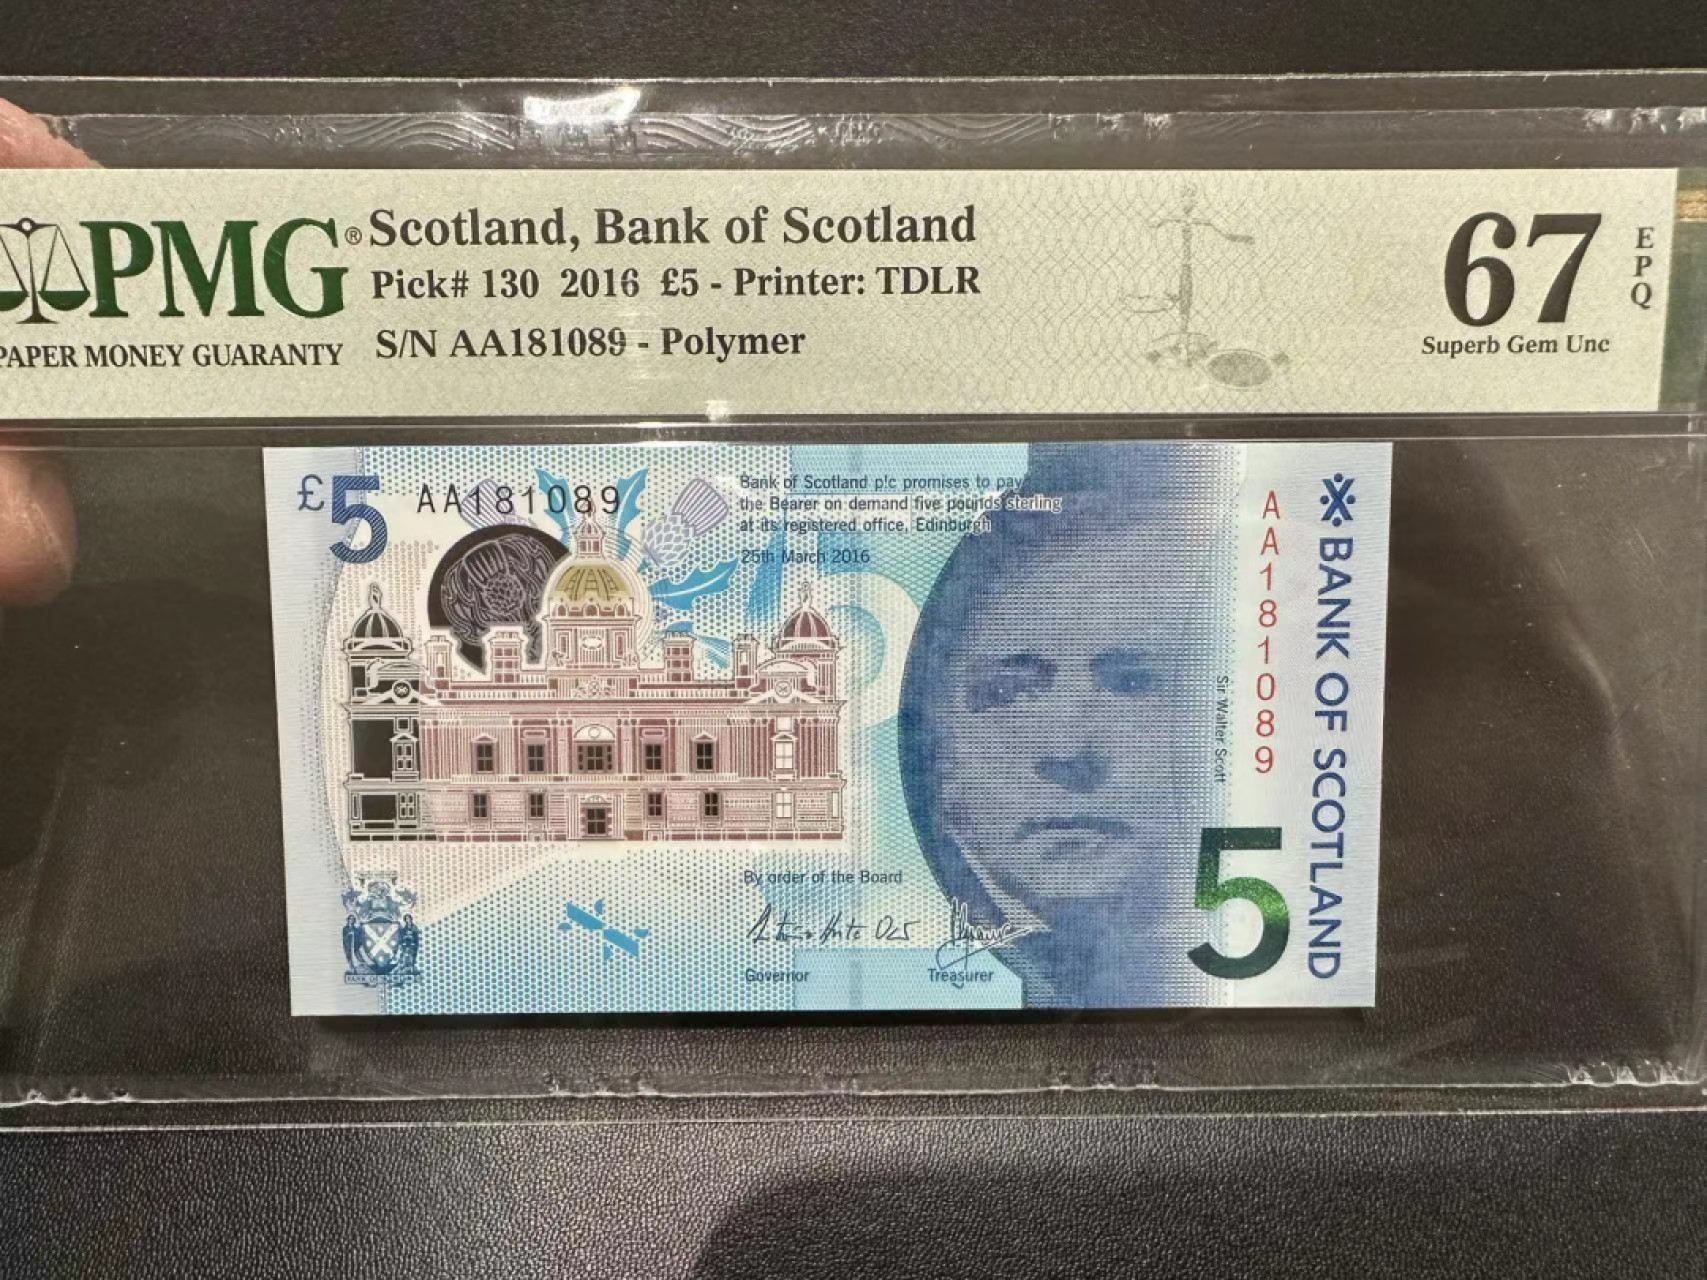 PMG®
PAPER MONEY GUARANTY
Scotland, Bank of Scotland
Pick# 130 2016 £5 - Printer: TDLR
S/N AA181089 - Polymer
67
EPQ
Superb Gem Unc
£5
AA181089
Bank of Scotland plc promises to pay
the Bearer on demand five pounds sterling
at its registered office, Edinburgh
25th March 2016
By order of the Board
Governor
Treasurer
Sir Walter Scott
AA181089
BANK OF SCOTLAND
5